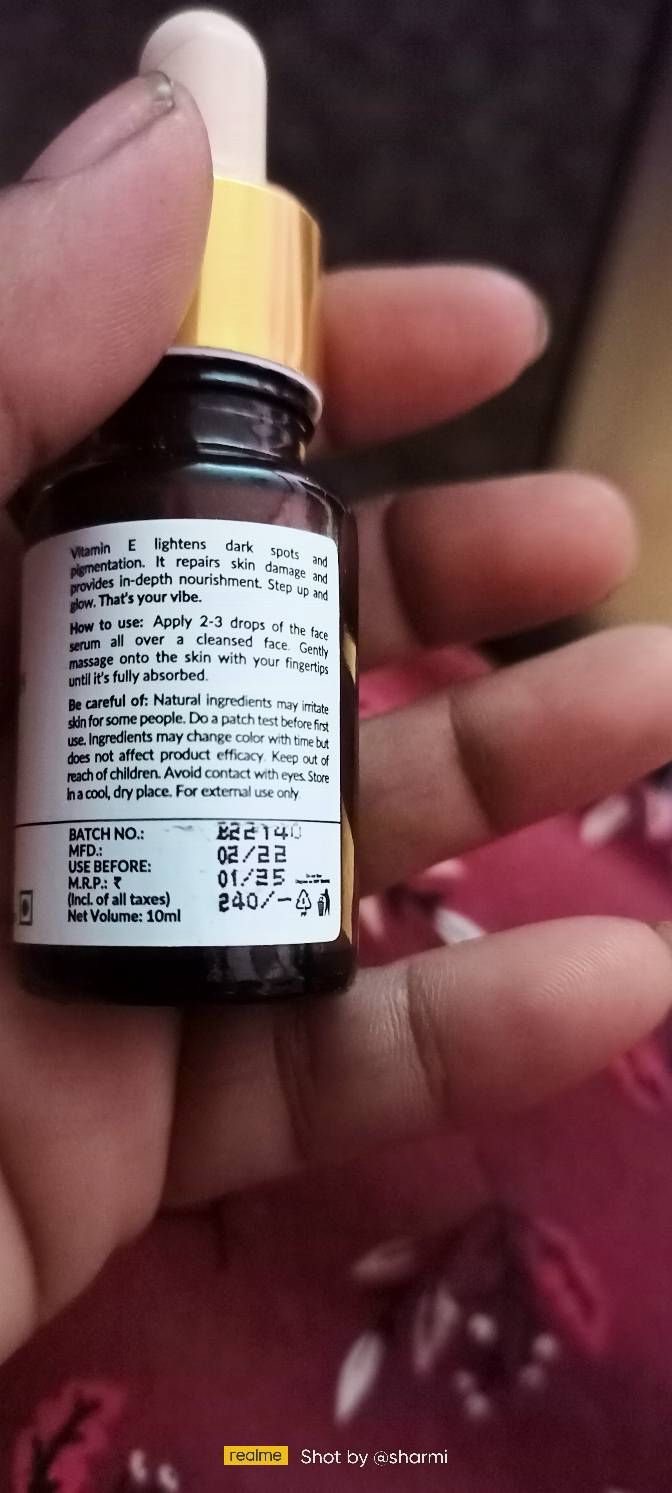 Vitamin E lightens dark spots and
pigmentation. It repairs skin damage and
provides in-depth nourishment. Step up and
glow. That's your vibe.
How to use: Apply 2-3 drops of the face
serum all over a cleansed face. Gently
massage onto the skin with your fingertips
until it's fully absorbed.
Be careful of: Natural ingredients may irritate
skin for some people. Do a patch test before first
use. Ingredients may change color with time but
does not affect product efficacy. Keep out of
reach of children. Avoid contact with eyes. Store
in a cool, dry place. For external use only.
BATCH NO.:
MFD.: 02/22
USE BEFORE: 01/25
M.R.P.: ₹ 240/-
(Incl. of all taxes)
Net Volume: 10ml
realme Shot by @sharmi